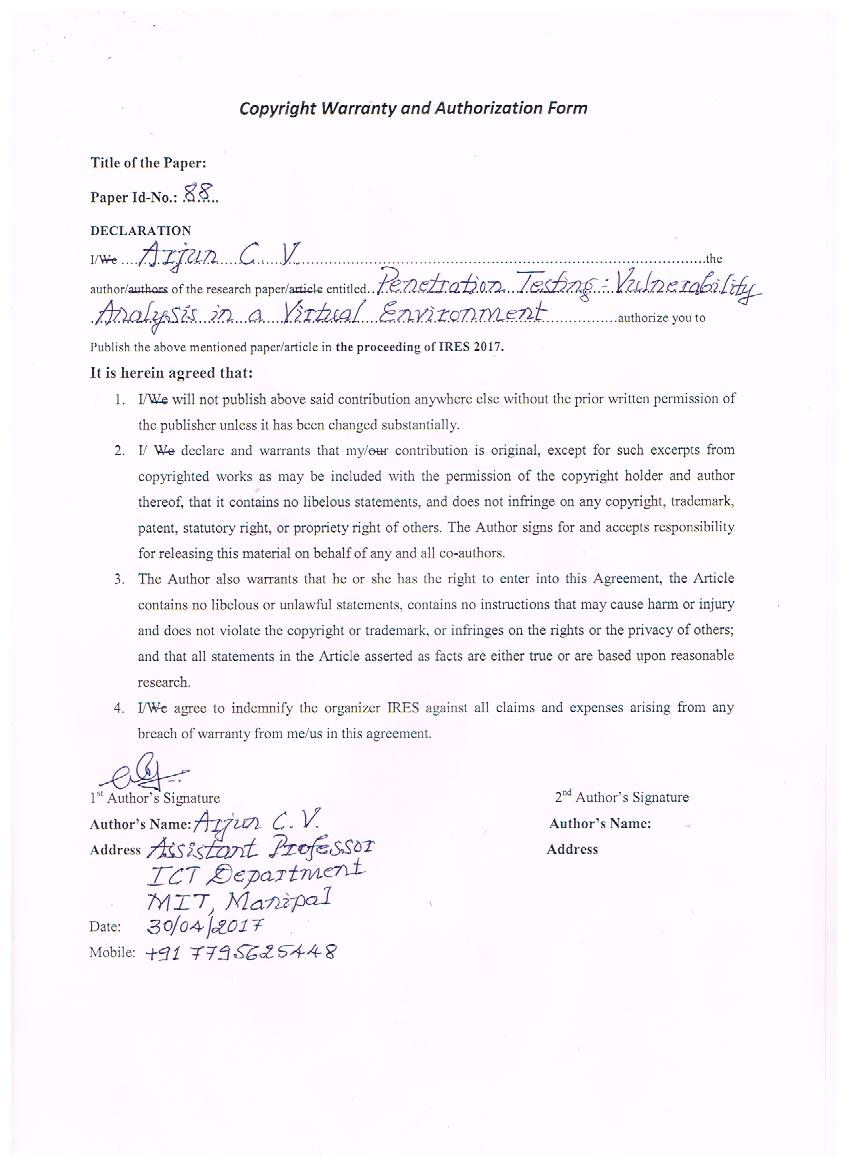 Copyright Warranty and Authorization Form
Title of the Paper:
Paper Id-No.: 88
DECLARATION
I/We Arjun C. V. the
author/authors of the research paper/article entitled Penetration Testing: Vulnerability
Analysis in a Virtual Environment authorize you to
Publish the above mentioned paper/article in the proceeding of IRES 2017.
It is herein agreed that:
1. I/We will not publish above said contribution anywhere else without the prior written permission of
the publisher unless it has been changed substantially.
2. I/ We declare and warrants that my/our contribution is original, except for such excerpts from
copyrighted works as may be included with the permission of the copyright holder and author
thereof, that it contains no libelous statements, and does not infringe on any copyright, trademark,
patent, statutory right, or propriety right of others. The Author signs for and accepts responsibility
for releasing this material on behalf of any and all co-authors.
3. The Author also warrants that he or she has the right to enter into this Agreement, the Article
contains no libelous or unlawful statements, contains no instructions that may cause harm or injury
and does not violate the copyright or trademark, or infringes on the rights or the privacy of others;
and that all statements in the Article asserted as facts are either true or are based upon reasonable
research.
4. I/We agree to indemnify the organizer IRES against all claims and expenses arising from any
breach of warranty from me/us in this agreement.
1st Author's Signature 2nd Author's Signature
Author's Name: Arjun C. V. Author's Name:
Address Assistant Professor Address
ICT Department
MIT, Manipal
Date: 30/04/2017
Mobile: +91 7795625448